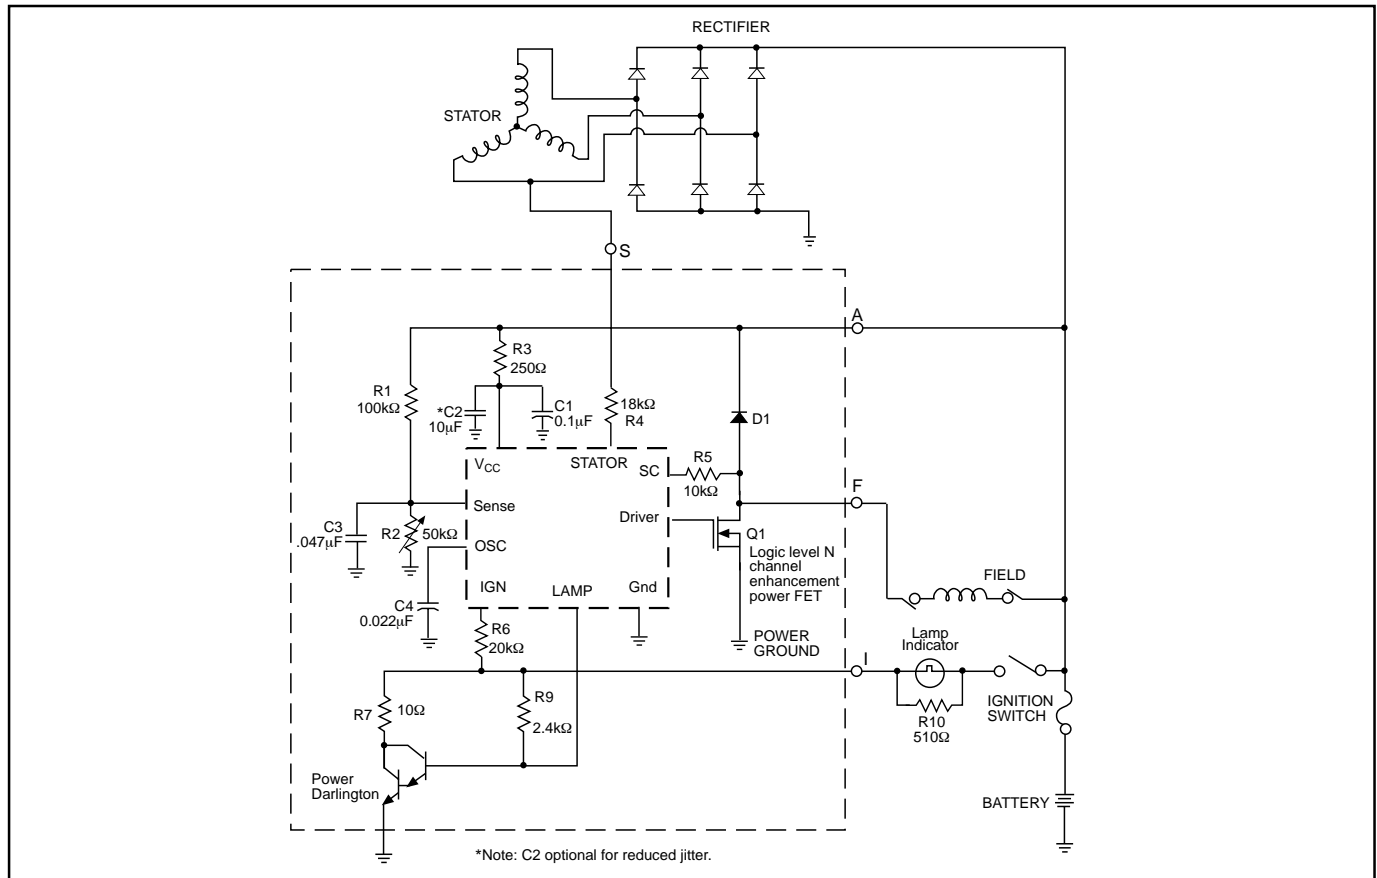 RECTIFIER
STATOR
S
A
R3
250Ω
R1
100kΩ
*C2
10µF
C1
0.1µF
18kΩ
R4
D1
VCC
STATOR
SC
R5
10kΩ
Sense
F
C3
.047µF
R2
50kΩ
Driver
Q1
OSC
Logic level N
channel
enhancement
power FET
IGN
LAMP
Gnd
FIELD
C4
0.022µF
R6
20kΩ
POWER
GROUND
Lamp
Indicator
I
R7
10Ω
R9
2.4kΩ
R10
510Ω
IGNITION
SWITCH
Power
Darlington
BATTERY
*Note: C2 optional for reduced jitter.